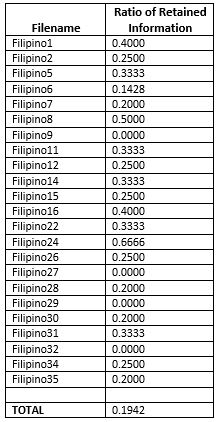 Filename Ratio of Retained Information
Filipino1 0.4000
Filipino2 0.2500
Filipino5 0.3333
Filipino6 0.1428
Filipino7 0.2000
Filipino8 0.5000
Filipino9 0.0000
Filipino11 0.3333
Filipino12 0.2500
Filipino14 0.3333
Filipino15 0.2500
Filipino16 0.4000
Filipino22 0.3333
Filipino24 0.6666
Filipino26 0.2500
Filipino27 0.0000
Filipino28 0.2000
Filipino29 0.0000
Filipino30 0.2000
Filipino31 0.3333
Filipino32 0.0000
Filipino34 0.2500
Filipino35 0.2000
TOTAL 0.1942